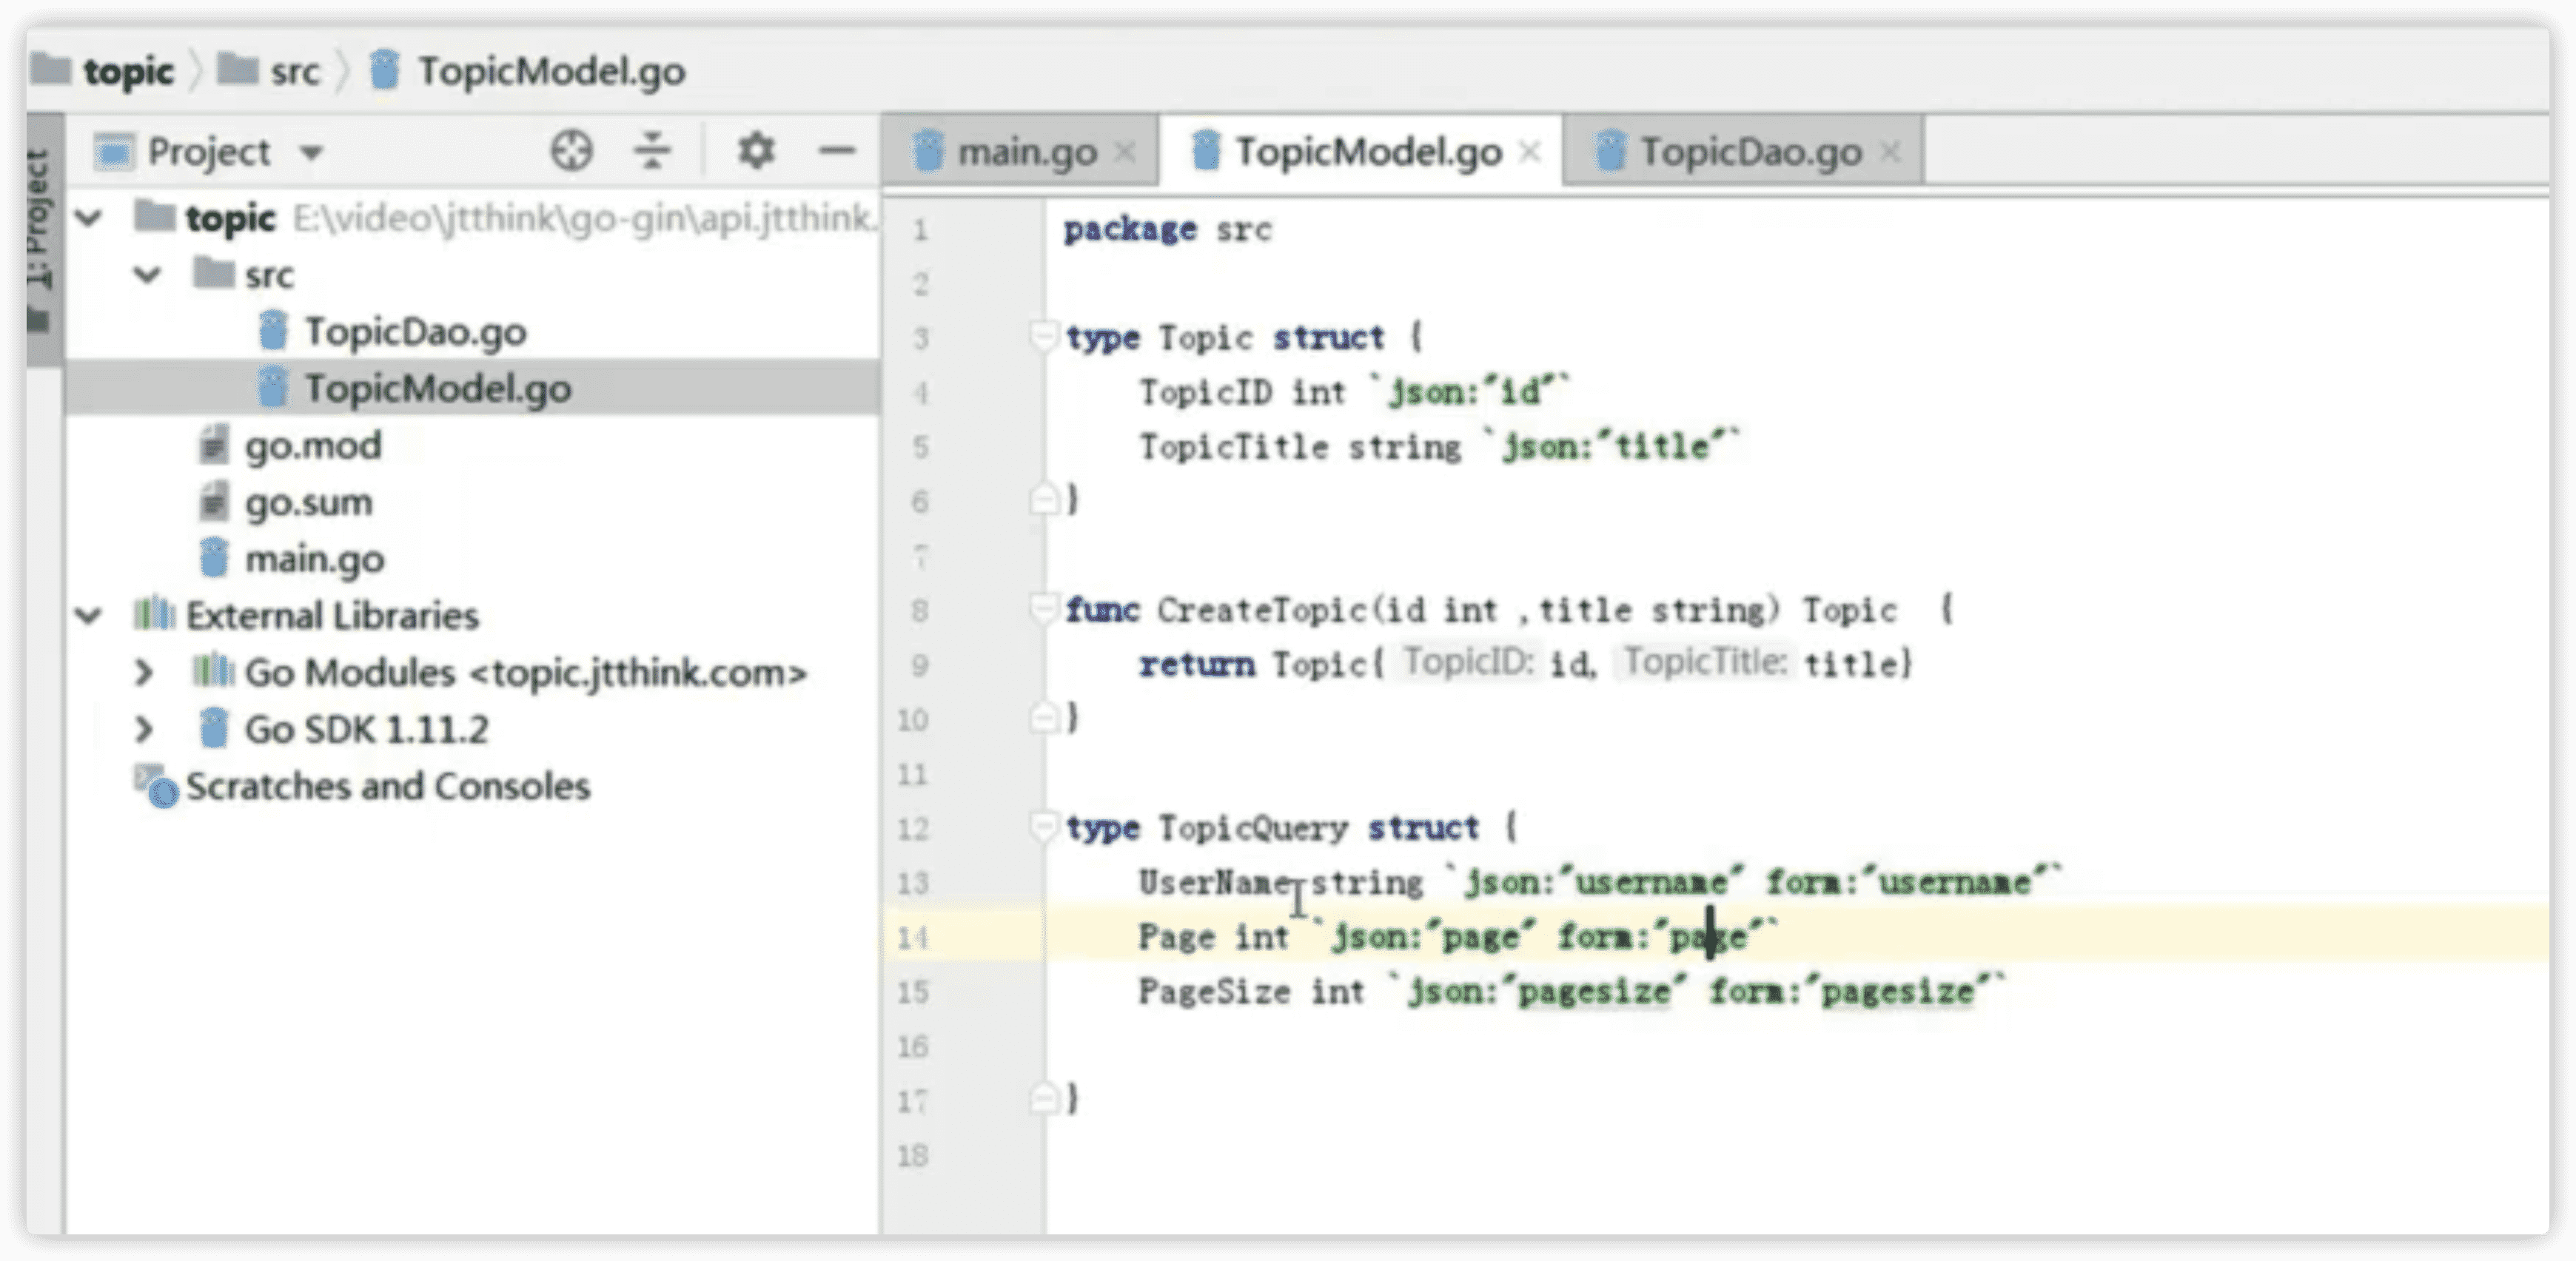 topic src TopicModel.go
1: Project
Project
main.go TopicModel.go TopicDao.go
topic E:\video\jtthink\go-gin\api.jtthink.
src
TopicDao.go
TopicModel.go
go.mod
go.sum
main.go
External Libraries
Go Modules <topic.jtthink.com>
Go SDK 1.11.2
Scratches and Consoles
1 package src
2
3 type Topic struct {
4 TopicID int `json:"id"`
5 TopicTitle string `json:"title"`
6 }
7
8 func CreateTopic(id int ,title string) Topic {
9 return Topic{ TopicID: id, TopicTitle: title}
10 }
11
12 type TopicQuery struct {
13 UserName string `json:"username" form:"username"`
14 Page int `json:"page" form:"page"`
15 PageSize int `json:"pagesize" form:"pagesize"`
16
17 }
18